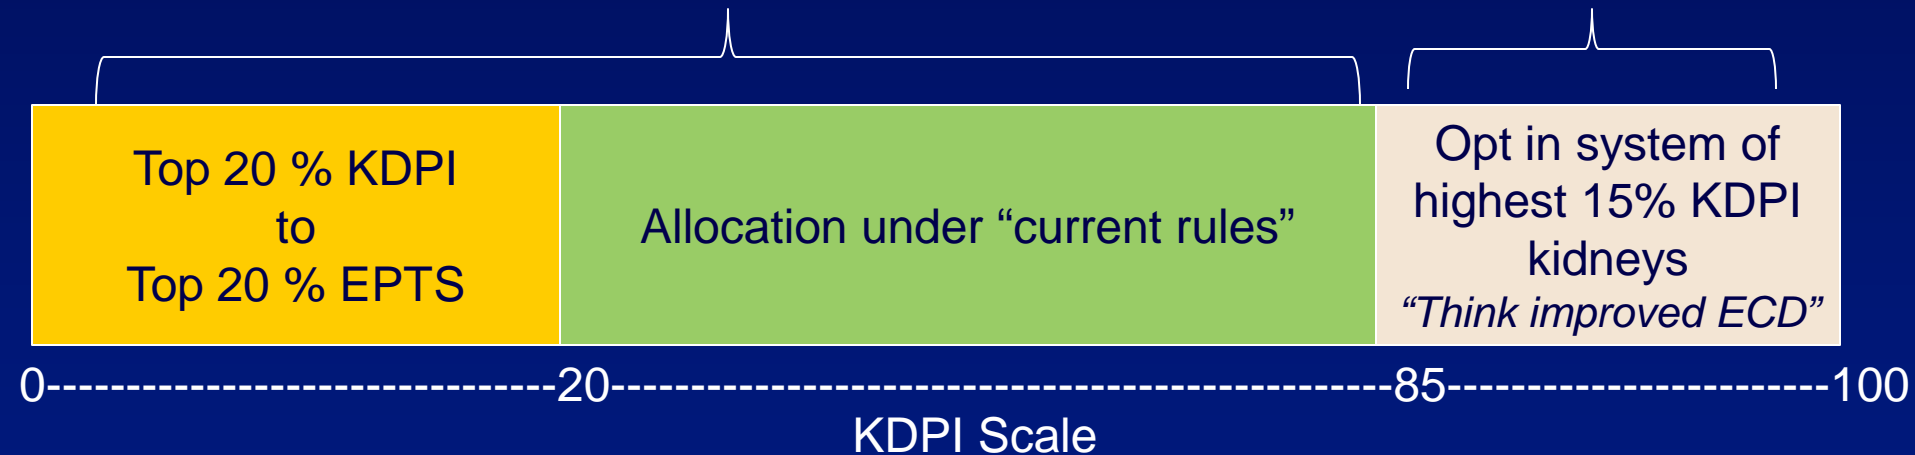 Top 20 % KDPI
to
Top 20 % EPTS
Allocation under “current rules”
Opt in system of
highest 15% KDPI
kidneys
“Think improved ECD”
0--------------------------------20-------------------------------------------------85------------------------100
KDPI Scale